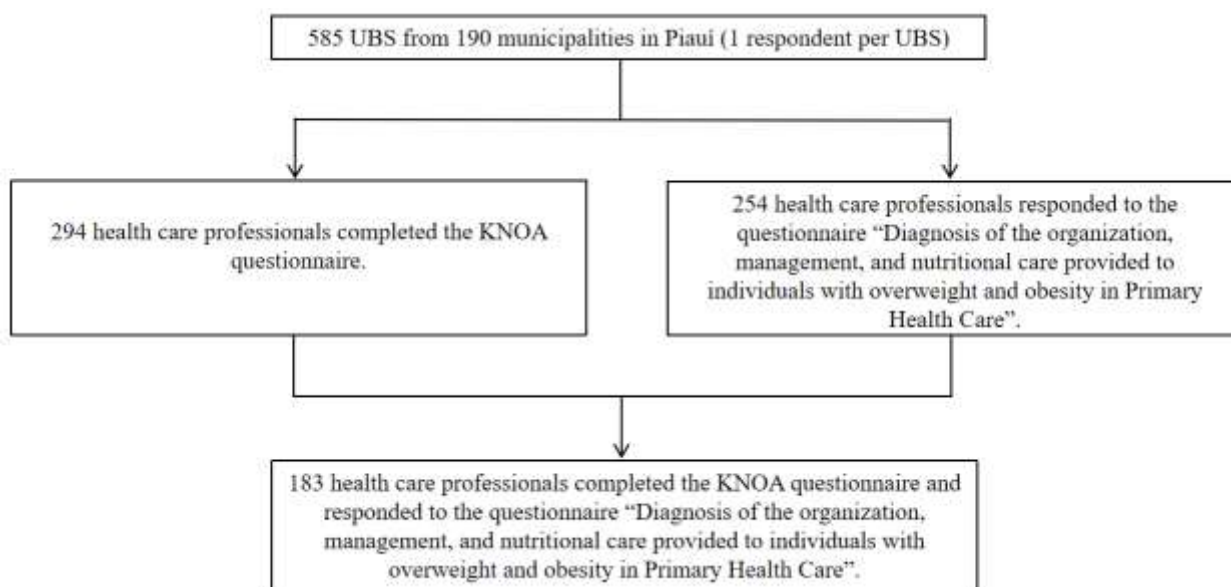 585 UBS from 190 municipalities in Piauí (1 respondent per UBS)
294 health care professionals completed the KNOA
questionnaire.
254 health care professionals responded to the
questionnaire “Diagnosis of the organization,
management, and nutritional care provided to
individuals with overweight and obesity in Primary
Health Care”.
183 health care professionals completed the KNOA questionnaire and
responded to the questionnaire “Diagnosis of the organization,
management, and nutritional care provided to individuals with
overweight and obesity in Primary Health Care”.